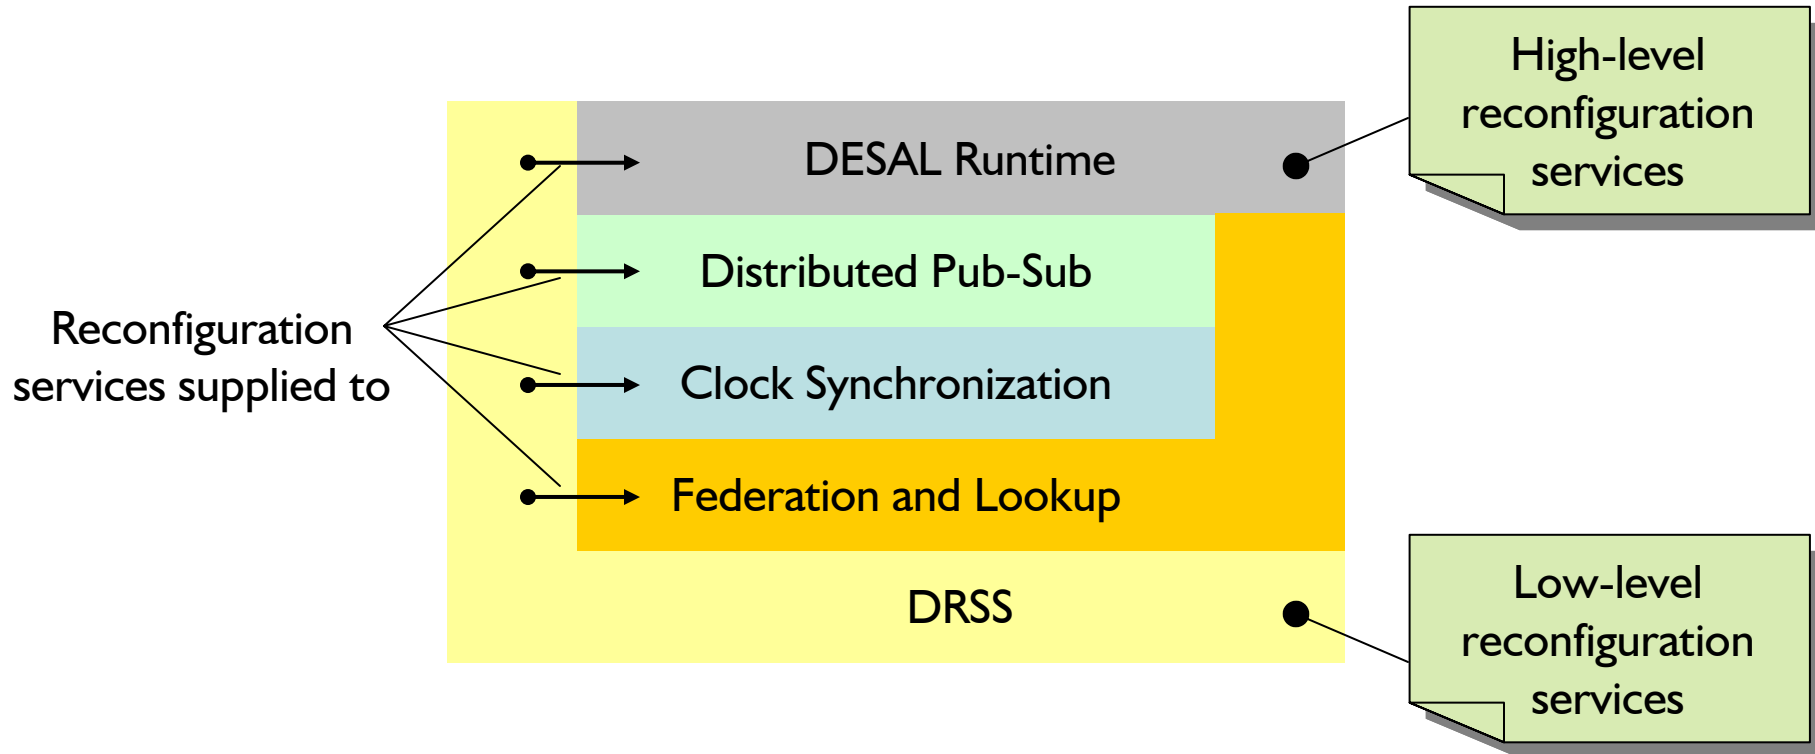 High-level
reconfiguration
services
DESAL Runtime
Distributed Pub-Sub
Reconfiguration
services supplied to
Clock Synchronization
Federation and Lookup
DRSS
Low-level
reconfiguration
services